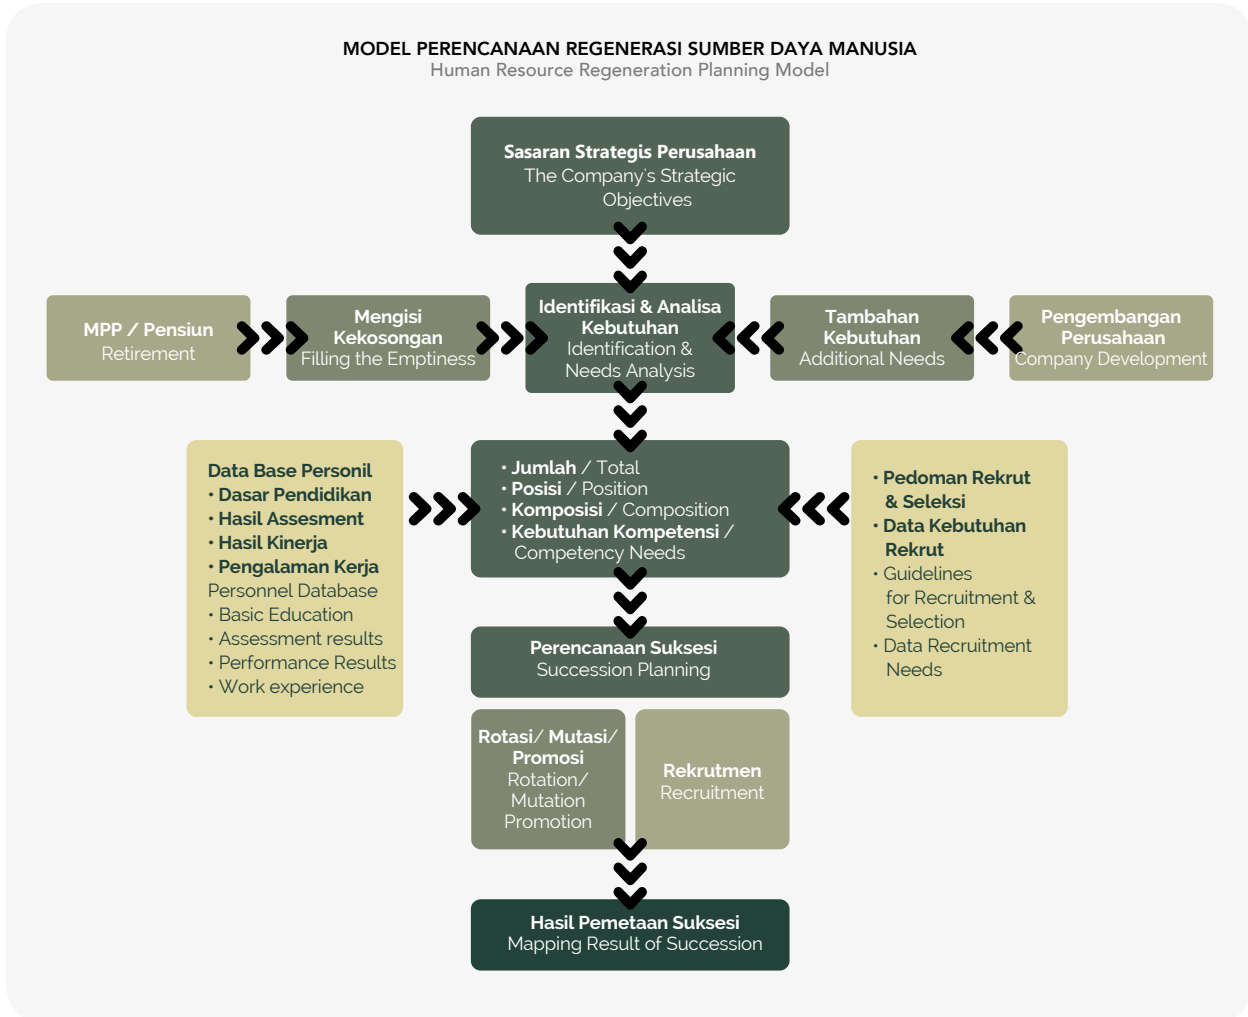 MODEL PERENCANAAN REGENERASI SUMBER DAYA MANUSIA
Human Resource Regeneration Planning Model
Sasaran Strategis Perusahaan
The Company's Strategic
Objectives
MPP / Pensiun
Retirement
Mengisi
Kekosongan
Filling the Emptiness
Identifikasi & Analisa
Kebutuhan
Identification &
Needs Analysis
Tambahan
Kebutuhan
Additional Needs
Pengembangan
Perusahaan
Company Development
Data Base Personil
• Dasar Pendidikan
• Hasil Assesment
• Hasil Kinerja
• Pengalaman Kerja
Personnel Database
• Basic Education
• Assessment results
• Performance Results
• Work experience
• Jumlah / Total
• Posisi / Position
• Komposisi / Composition
• Kebutuhan Kompetensi /
Competency Needs
• Pedoman Rekrut
& Seleksi
• Data Kebutuhan
Rekrut
• Guidelines
for Recruitment &
Selection
• Data Recruitment
Needs
Perencanaan Suksesi
Succession Planning
Rotasi/ Mutasi/
Promosi
Rotation/
Mutation
Promotion
Rekrutmen
Recruitment
Hasil Pemetaan Suksesi
Mapping Result of Succession